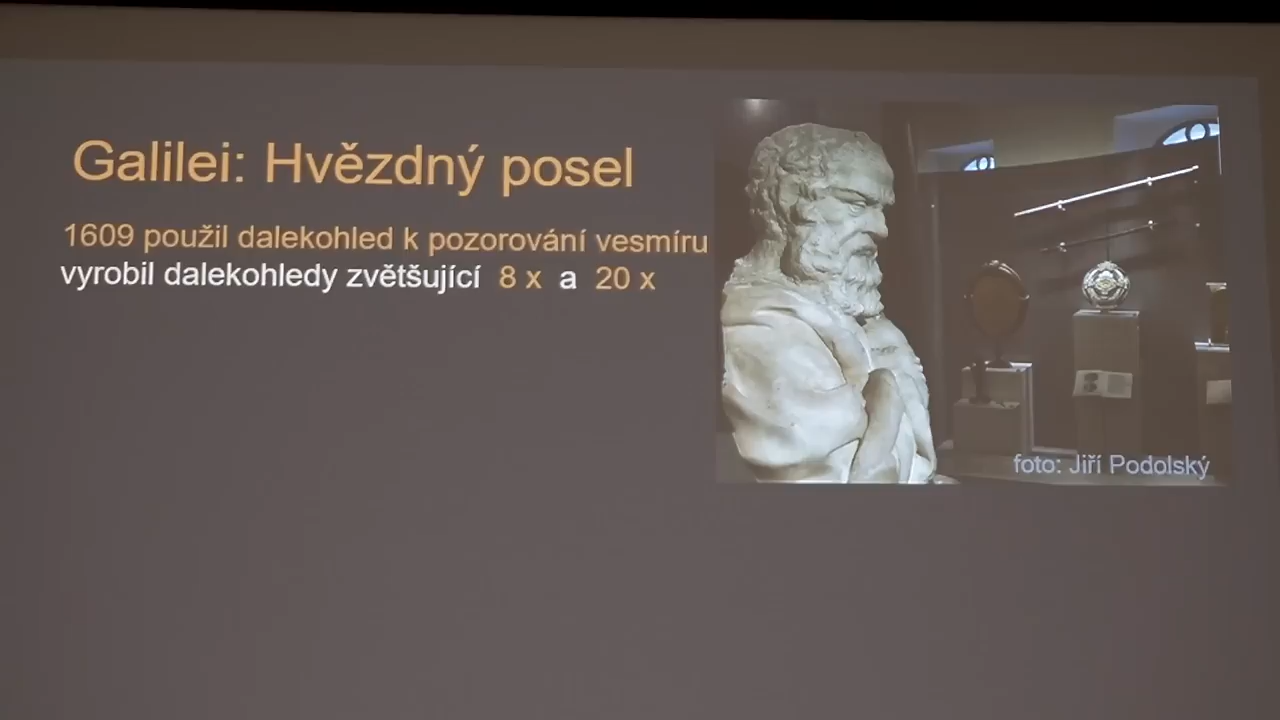 Galilei: Hvězdný posel
1609 použil dalekohled k pozorování vesmíru
vyrobil dalekohledy zvětšující 8 x a 20 x
foto: Jiří Podolský